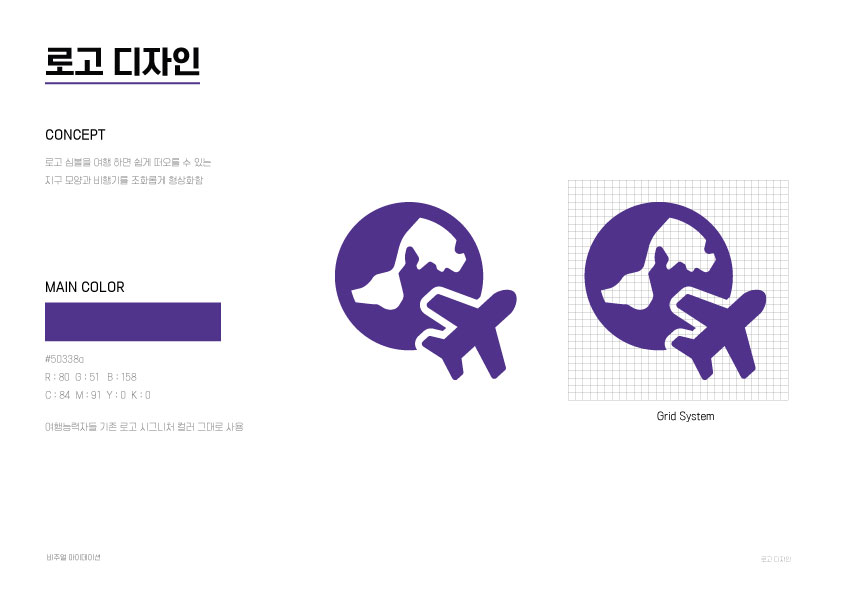 로고 디자인
CONCEPT
로고 심볼을 여행 하면 쉽게 떠오를 수 있는
지구 모양과 비행기를 조화롭게 형상화함
MAIN COLOR
#50338a
R : 80 G : 51 B : 158
C : 84 M : 91 Y : 0 K : 0
여행능력자들 기존 로고 시그니처 컬러 그대로 사용
Grid System
비주얼 아이데이션
로고 디자인